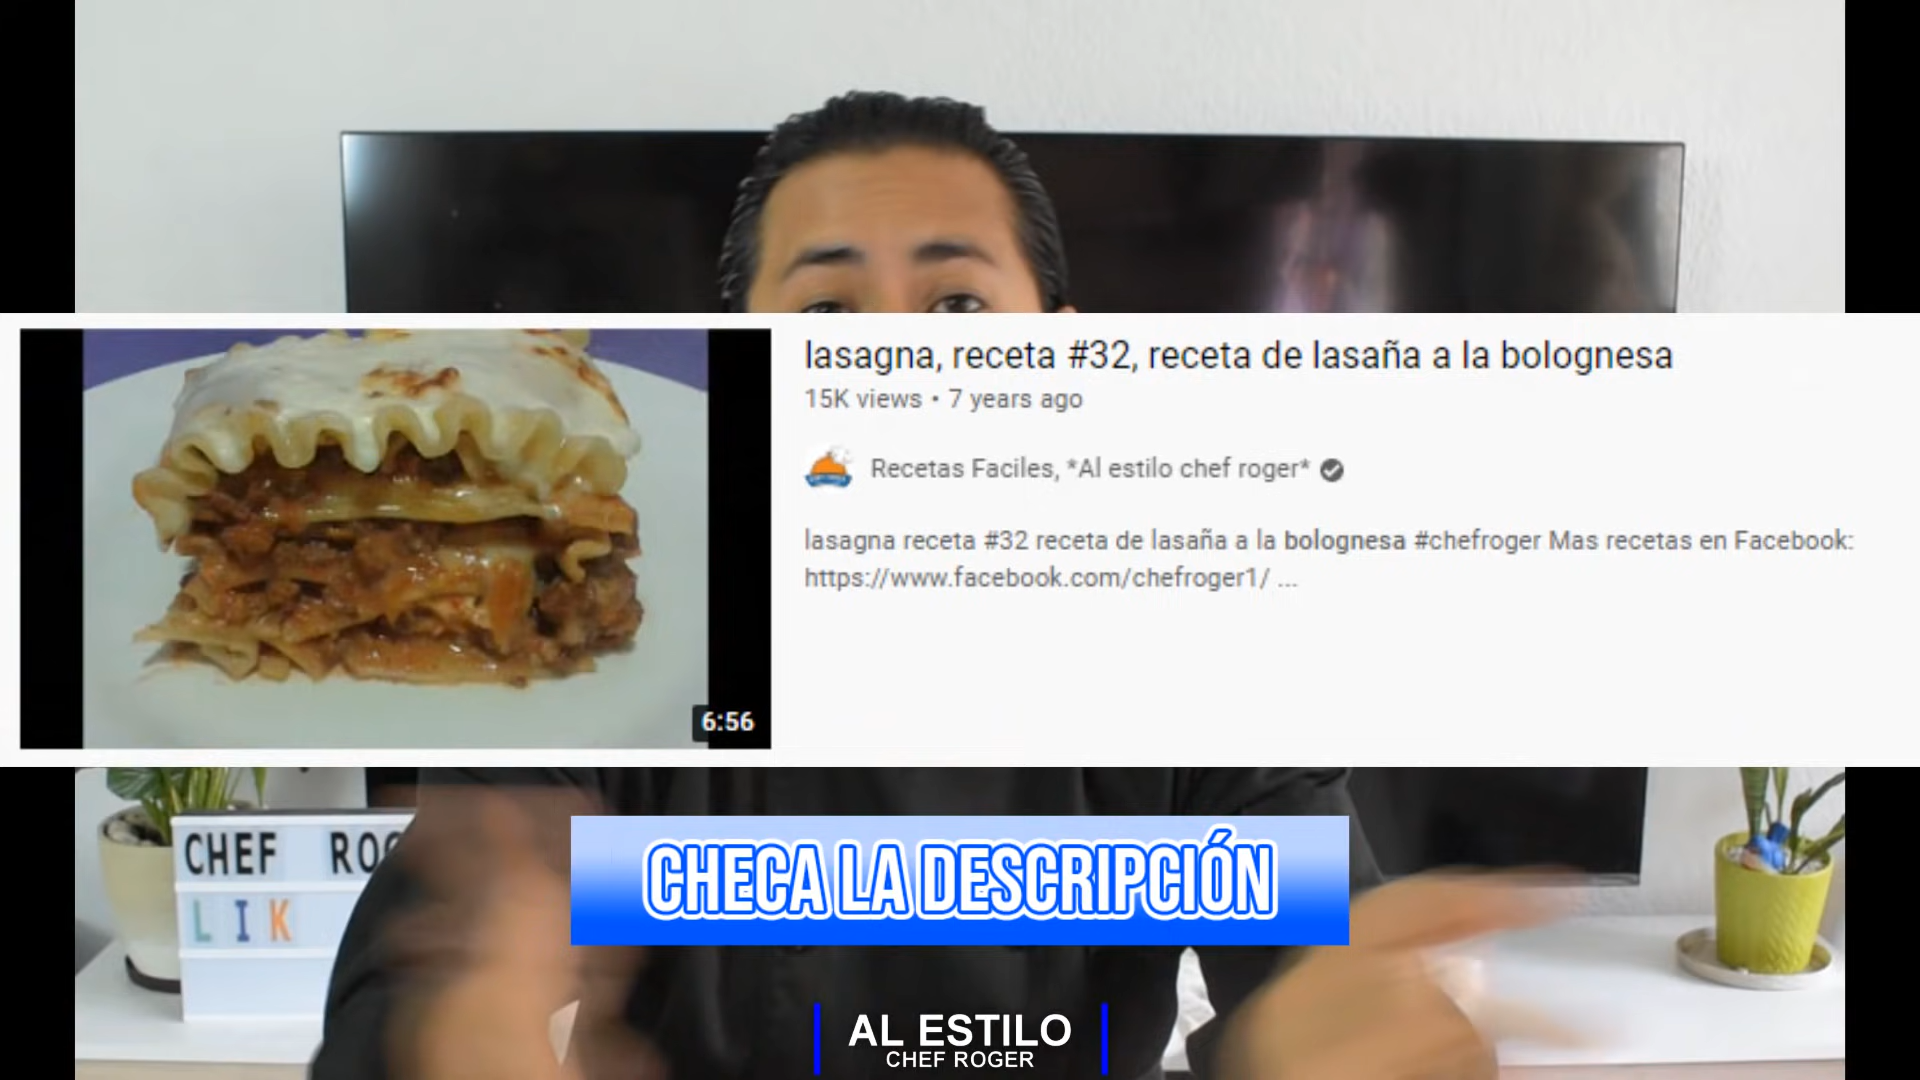 lasagna, receta #32, receta de lasaña a la bolognesa
15K views • 7 years ago
Recetas Faciles, *Al estilo chef roger*
lasagna receta #32 receta de lasaña a la bolognesa #chefroger Mas recetas en Facebook:
https://www.facebook.com/chefroger1/ ...
6:56
CHEF ROG
LIK
CHECA LA DESCRIPCIÓN
AL ESTILO
CHEF ROGER